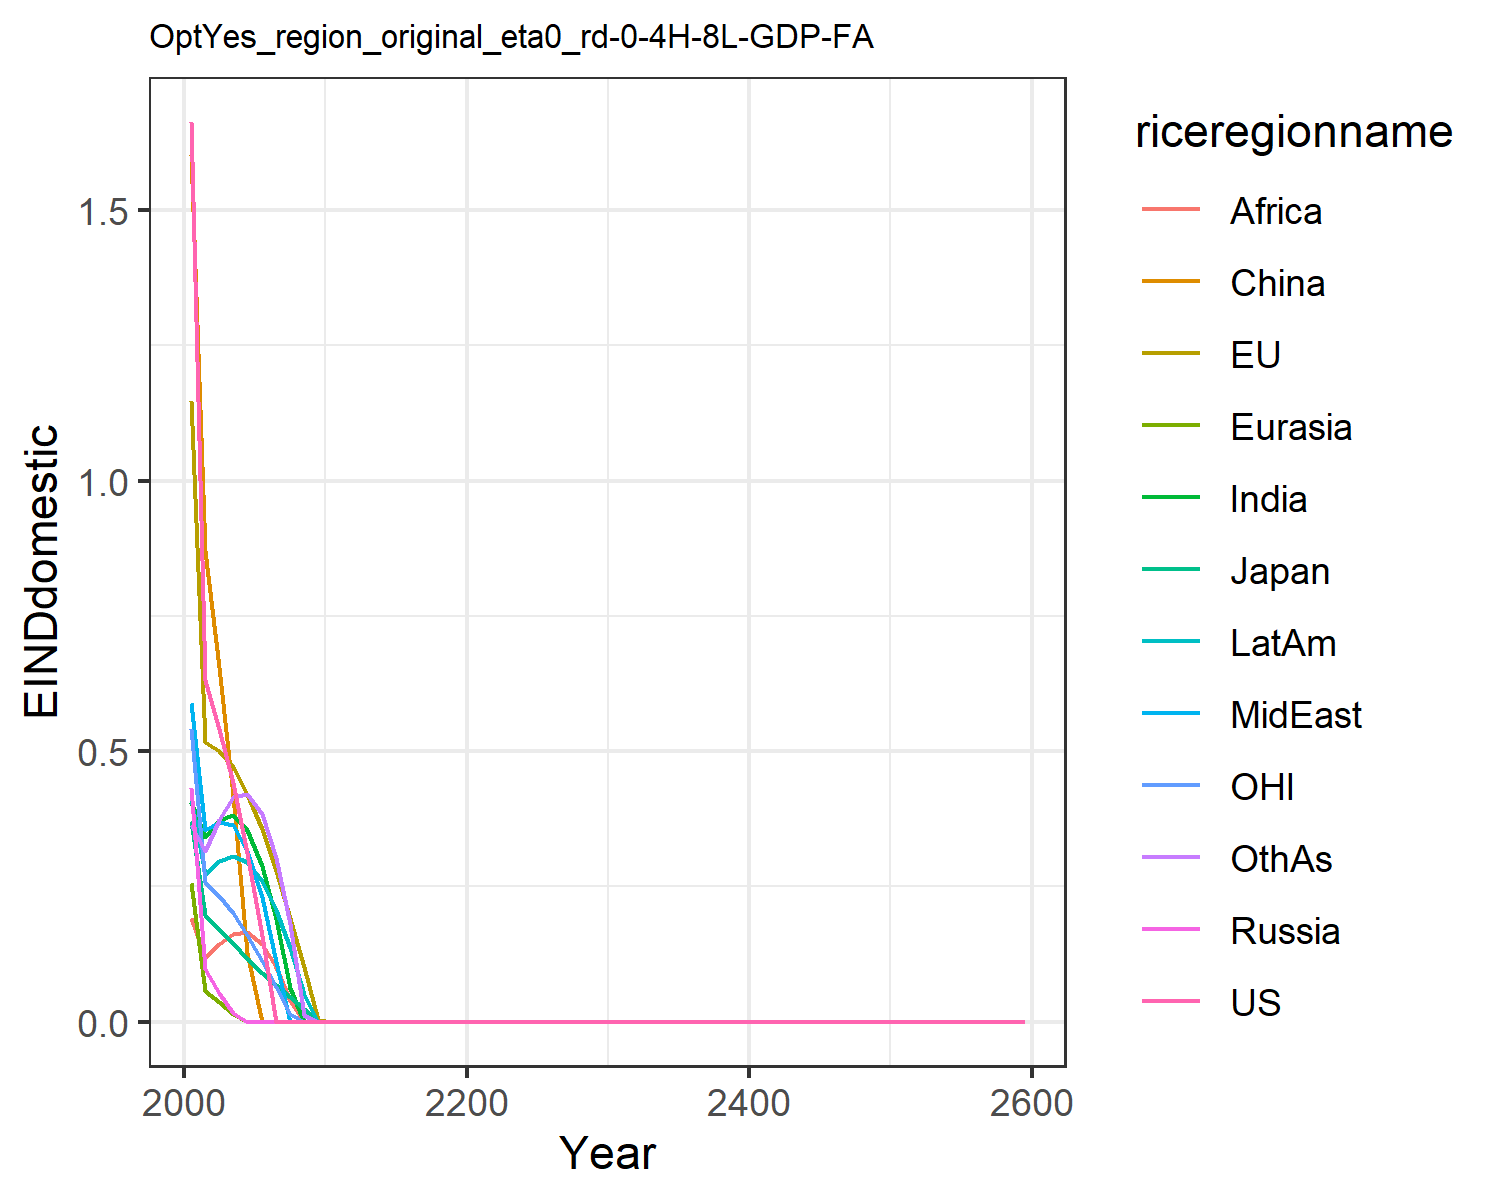 OptYes_region_original_eta0_rd-0-4H-8L-GDP-FA
EINDdomestic
1.5
1.0
0.5
0.0
2000
2200
2400
2600
Year
riceregionname
Africa
China
EU
Eurasia
India
Japan
LatAm
MidEast
OHI
OthAs
Russia
US